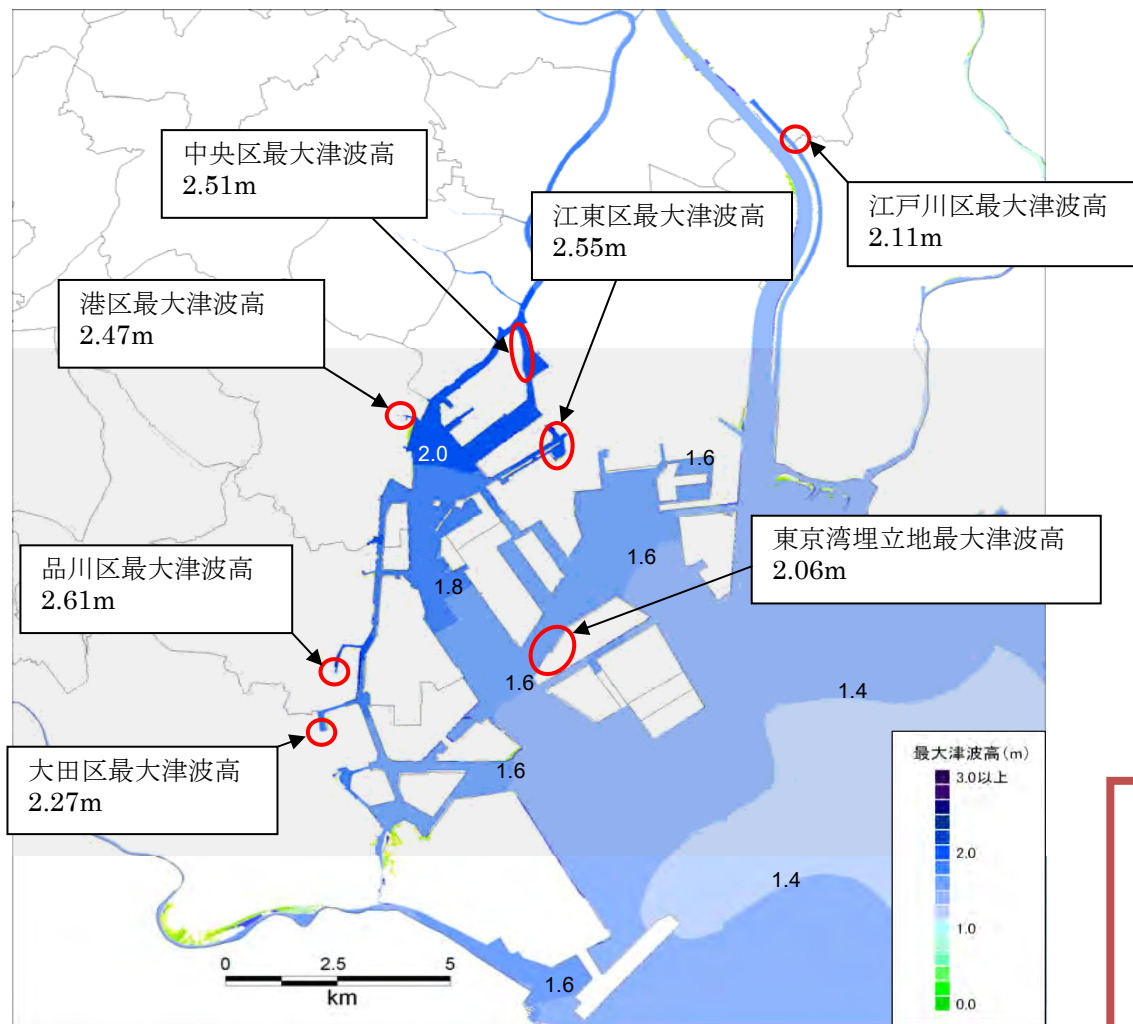 中央区最大津波高
2.51m
江東区最大津波高
2.55m
江戸川区最大津波高
2.11m
港区最大津波高
2.47m
2.0
1.6
1.6
東京湾埋立地最大津波高
2.06m
品川区最大津波高
2.61m
1.8
1.6
1.4
大田区最大津波高
2.27m
1.6
1.4
1.6
最大津波高(m)
3.0以上
2.0
1.0
0.0
0 2.5 5
km